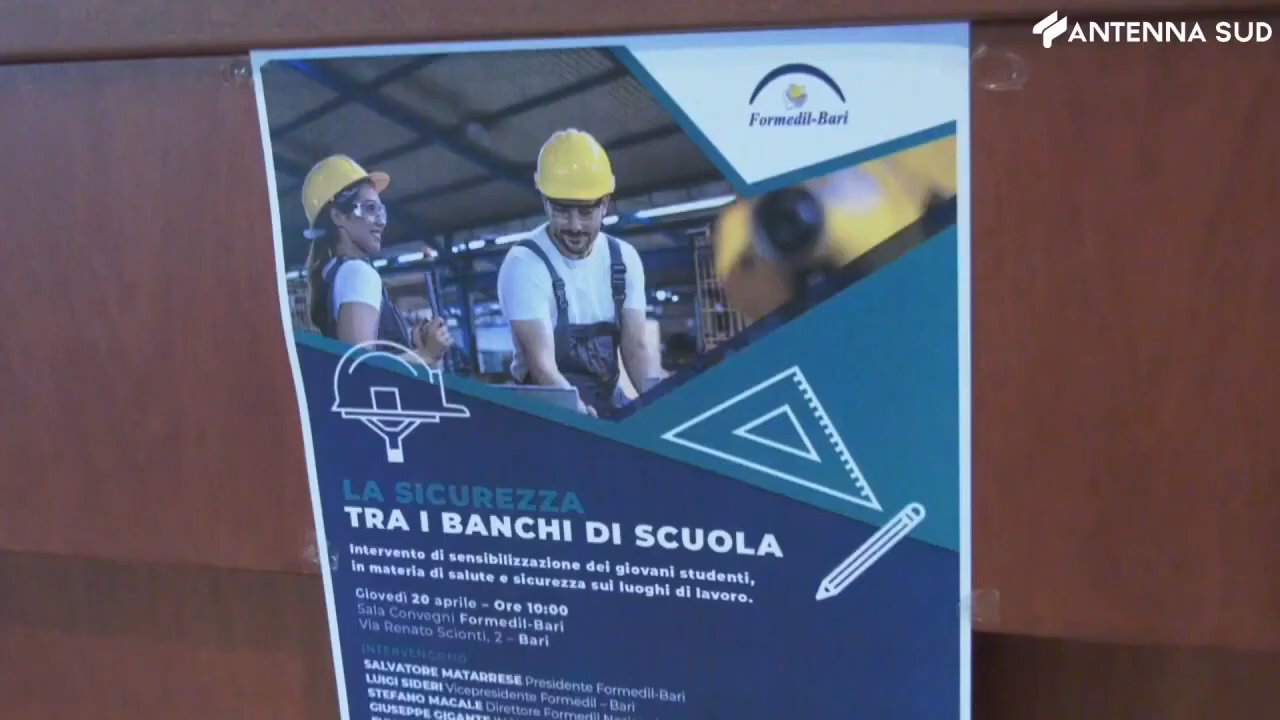 ANTENNA SUD
Formedil-Bari
LA SICUREZZA
TRA I BANCHI DI SCUOLA
Intervento di sensibilizzazione dei giovani studenti,
in materia di salute e sicurezza sui luoghi di lavoro.
Giovedì 20 aprile – Ore 10:00
Sala Convegni Formedil-Bari
Via Renato Scionti, 2 – Bari
INTERVENGONO
SALVATORE MATARRESE Presidente Formedil-Bari
LUIGI SIDERI Vicepresidente Formedil – Bari
STEFANO MACALE Direttore Formedil
GIUSEPPE GIGANTE